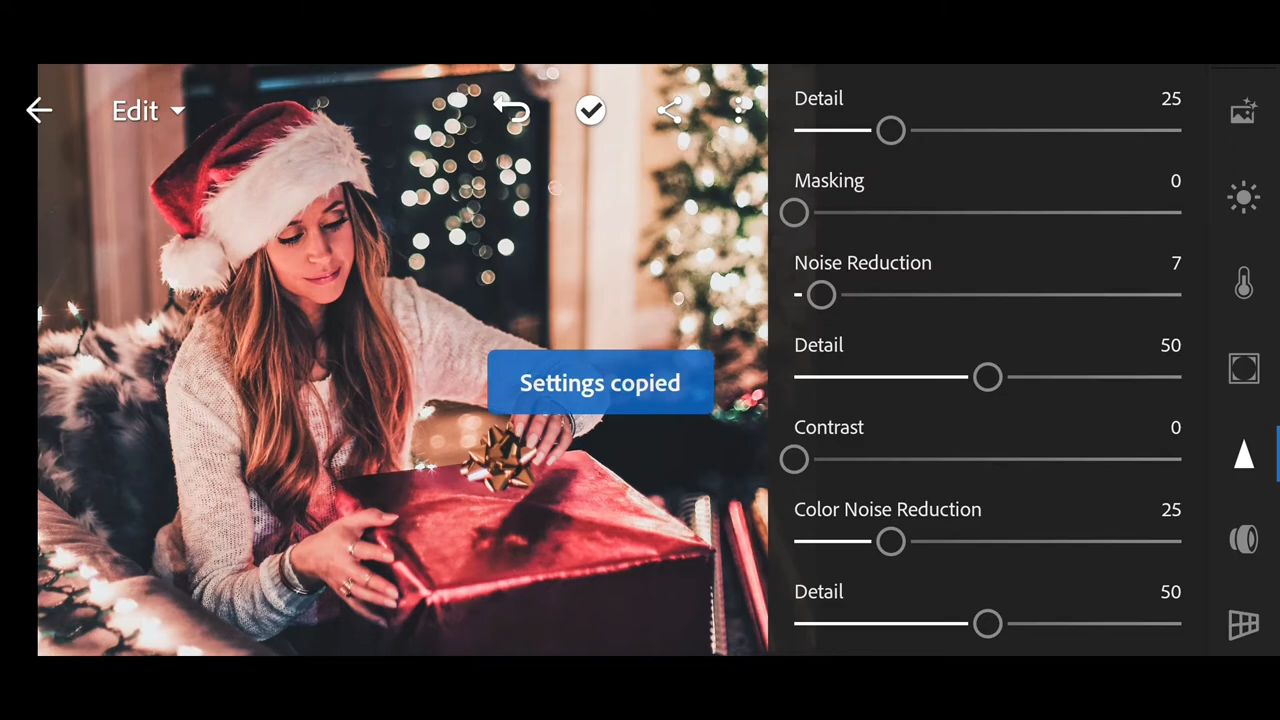 Edit
Settings copied
Detail 25
Masking 0
Noise Reduction 7
Detail 50
Contrast 0
Color Noise Reduction 25
Detail 50